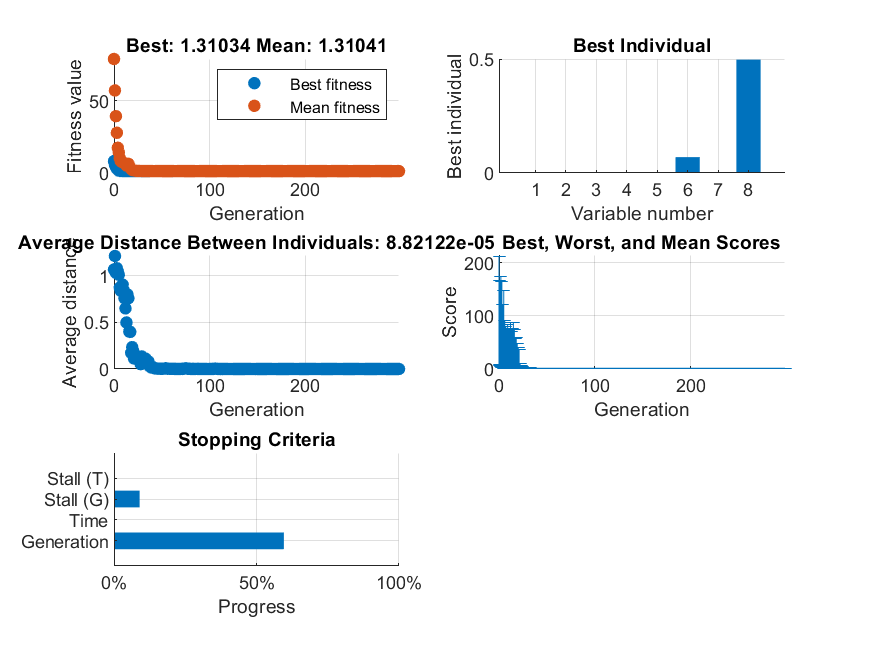 Best: 1.31034 Mean: 1.31041
Fitness value
50
0
0
100
200
Generation
Best fitness
Mean fitness
Best Individual
Best individual
0.5
0
1 2 3 4 5 6 7 8
Variable number
Average Distance Between Individuals: 8.82122e-05
Average distance
1
0.5
0
0
100
200
Generation
Best, Worst, and Mean Scores
Score
200
100
0
0
100
200
Generation
Stopping Criteria
Stall (T)
Stall (G)
Time
Generation
0%
50%
100%
Progress